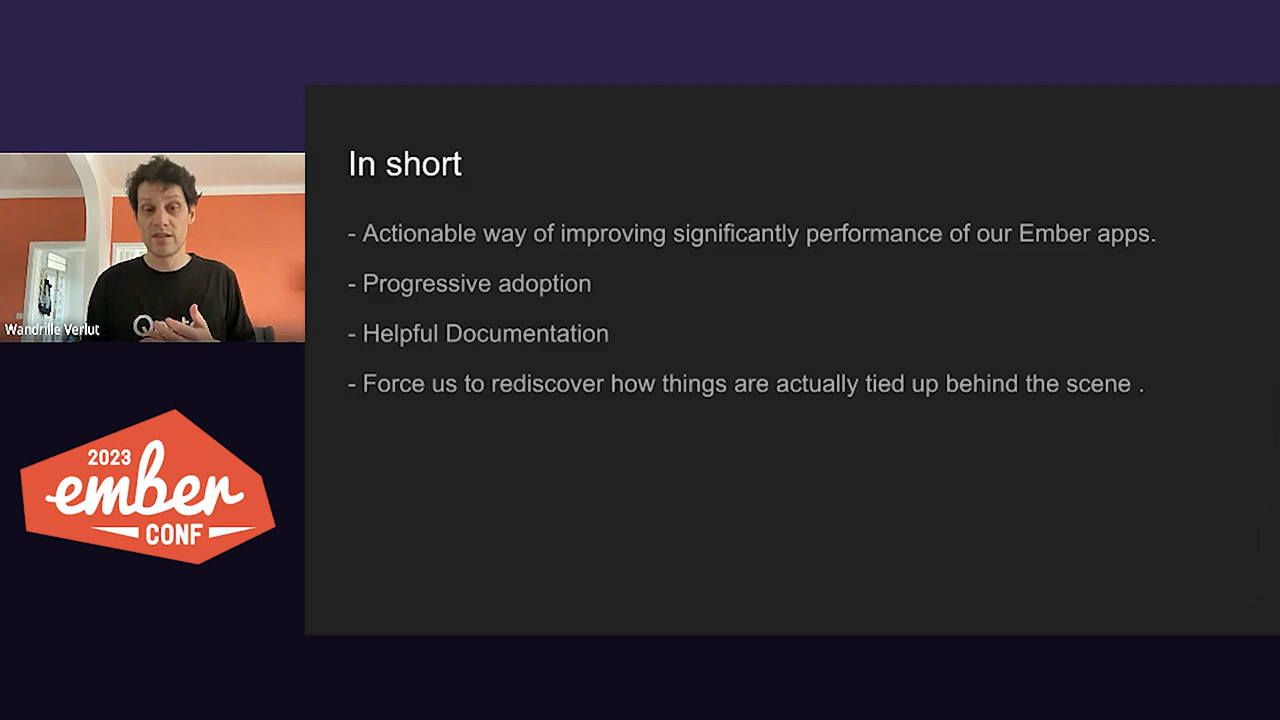 In short
- Actionable way of improving significantly performance of our Ember apps.
- Progressive adoption
- Helpful Documentation
- Force us to rediscover how things are actually tied up behind the scene .
Wandrille Verlut
2023
ember
CONF